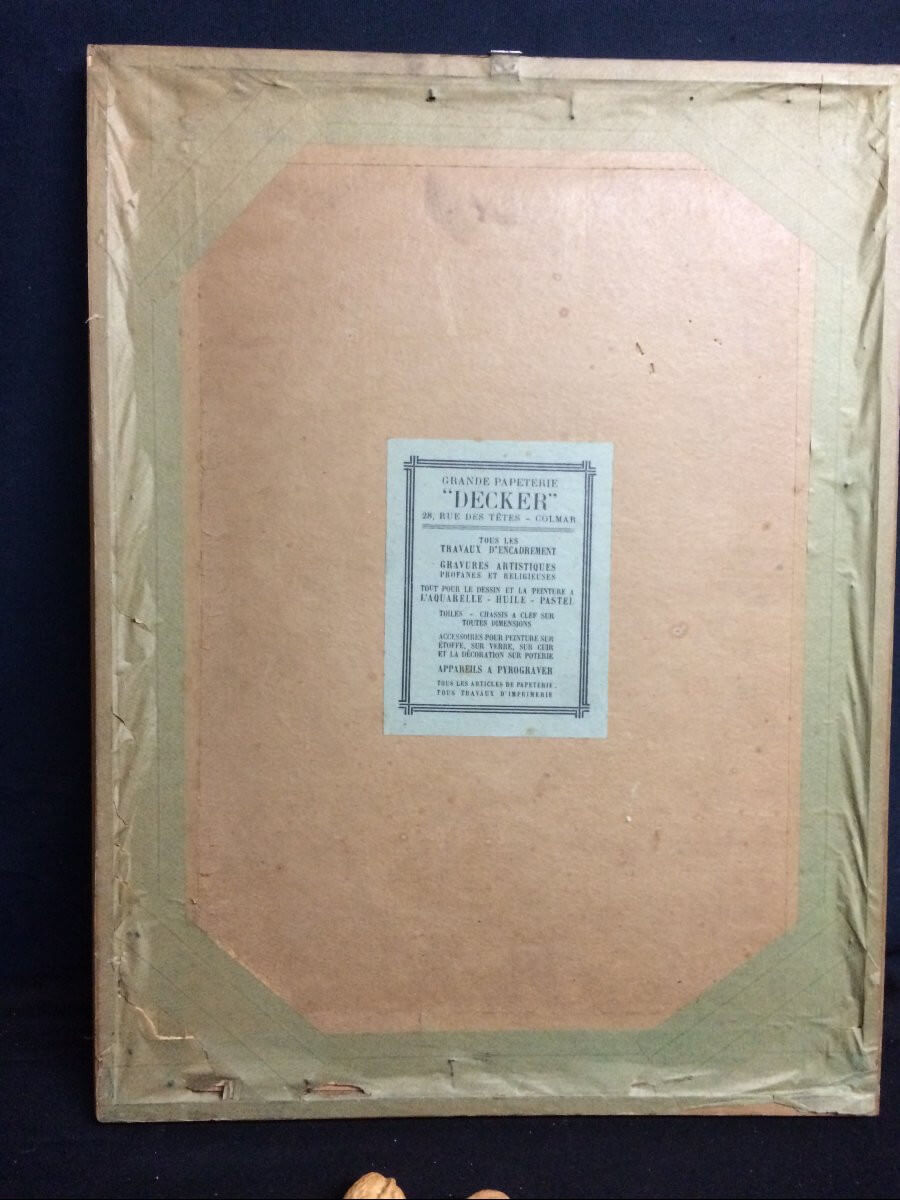 GRANDE PAPETERIE
"DECKER"
28, RUE DES TÊTES - COLMAR
TOUS LES
TRAVAUX D'ENCADREMENT
GRAVURES ARTISTIQUES
PROFANES ET RELIGIEUSES
TOUT POUR LE DESSIN ET LA PEINTURE A
L'AQUARELLE - HUILE - PASTEL
TOILES - CHASSIS A CLEF SUR
TOUTES DIMENSIONS
ACCESSOIRES POUR PEINTURE SUR
ÉTOFFE, SUR VERRE, SUR CUIR
ET LA DÉCORATION SUR POTERIE
APPAREILS A PYROGRAVER
TOUS LES ARTICLES DE PAPETERIE.
TOUS TRAVAUX D'IMPRIMERIE